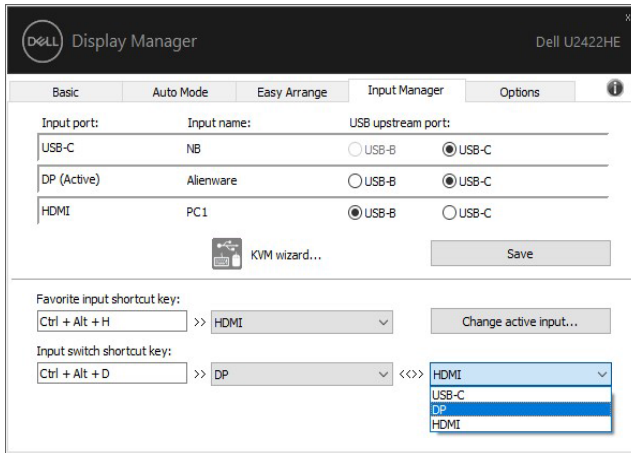 DELL Display Manager Dell U2422HE
Basic Auto Mode Easy Arrange Input Manager Options
Input port: Input name: USB upstream port:
USB-C NB USB-B USB-C
DP (Active) Alienware USB-B USB-C
HDMI PC1 USB-B USB-C
KVM wizard... Save
Favorite input shortcut key:
Ctrl + Alt + H >> HDMI Change active input...
Input switch shortcut key:
Ctrl + Alt + D >> DP <<>> HDMI
USB-C
DP
HDMI